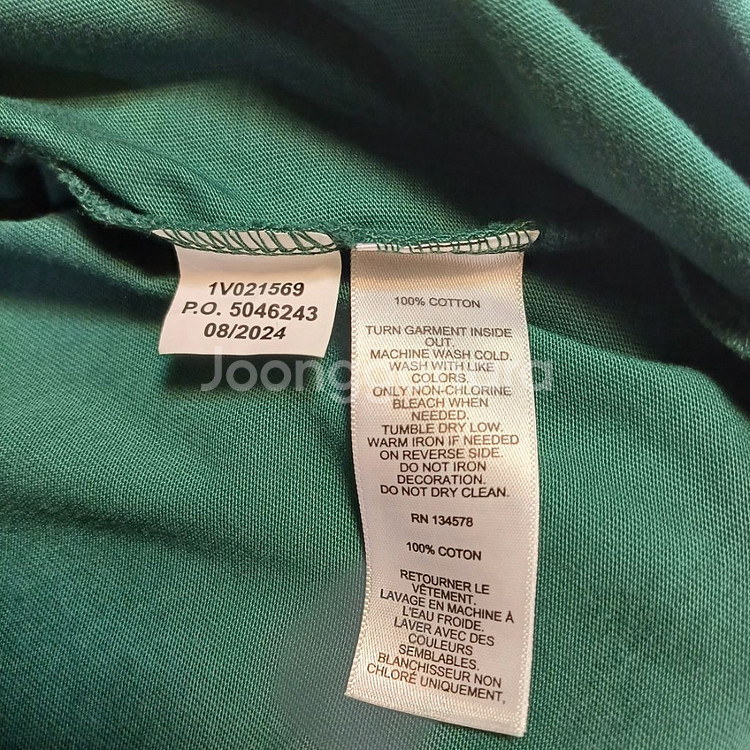 1V021569
P.O. 5046243
08/2024
100% COTTON
TURN GARMENT INSIDE
OUT.
MACHINE WASH COLD.
WASH WITH LIKE
COLORS.
ONLY NON-CHLORINE
BLEACH WHEN
NEEDED.
TUMBLE DRY LOW.
WARM IRON IF NEEDED
ON REVERSE SIDE.
DO NOT IRON
DECORATION.
DO NOT DRY CLEAN.
RN 134578
100% COTON
RETOURNER LE
VÊTEMENT.
LAVAGE EN MACHINE À
L'EAU FROIDE.
LAVER AVEC DES
COULEURS
SEMBLABLES.
BLANCHISSEUR NON
CHLORÉ UNIQUEMENT,